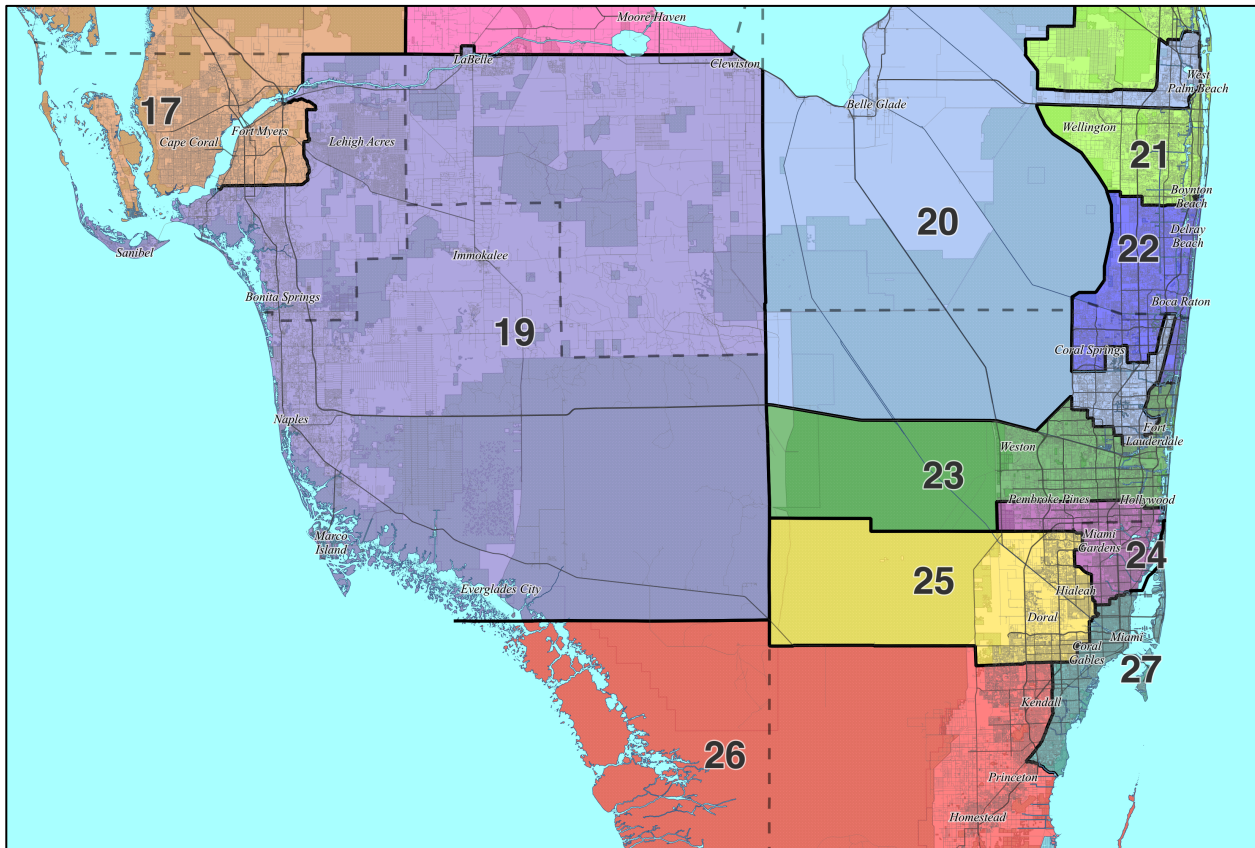 Moore Haven
LaBelle
Clewiston
West
Palm Beach
17
Belle Glade
Fort Myers
Cape Coral
Lehigh Acres
Wellington
21
Boynton
Beach
20
22
Delray
Beach
Sanibel
Immokalee
Bonita Springs
Boca Raton
19
Coral Springs
Naples
Fort
Lauderdale
Weston
23
Pembroke Pines
Hollywood
Marco
Island
Miami
Gardens
24
Everglades City
25
Hialeah
Doral
Miami
Coral
Gables
27
Kendall
26
Princeton
Homestead